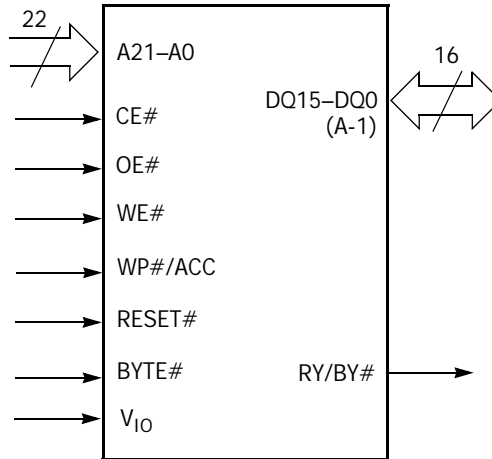 22
A21–A0
16
DQ15–DQ0
(A-1)
CE#
OE#
WE#
WP#/ACC
RESET#
BYTE#
RY/BY#
VIO